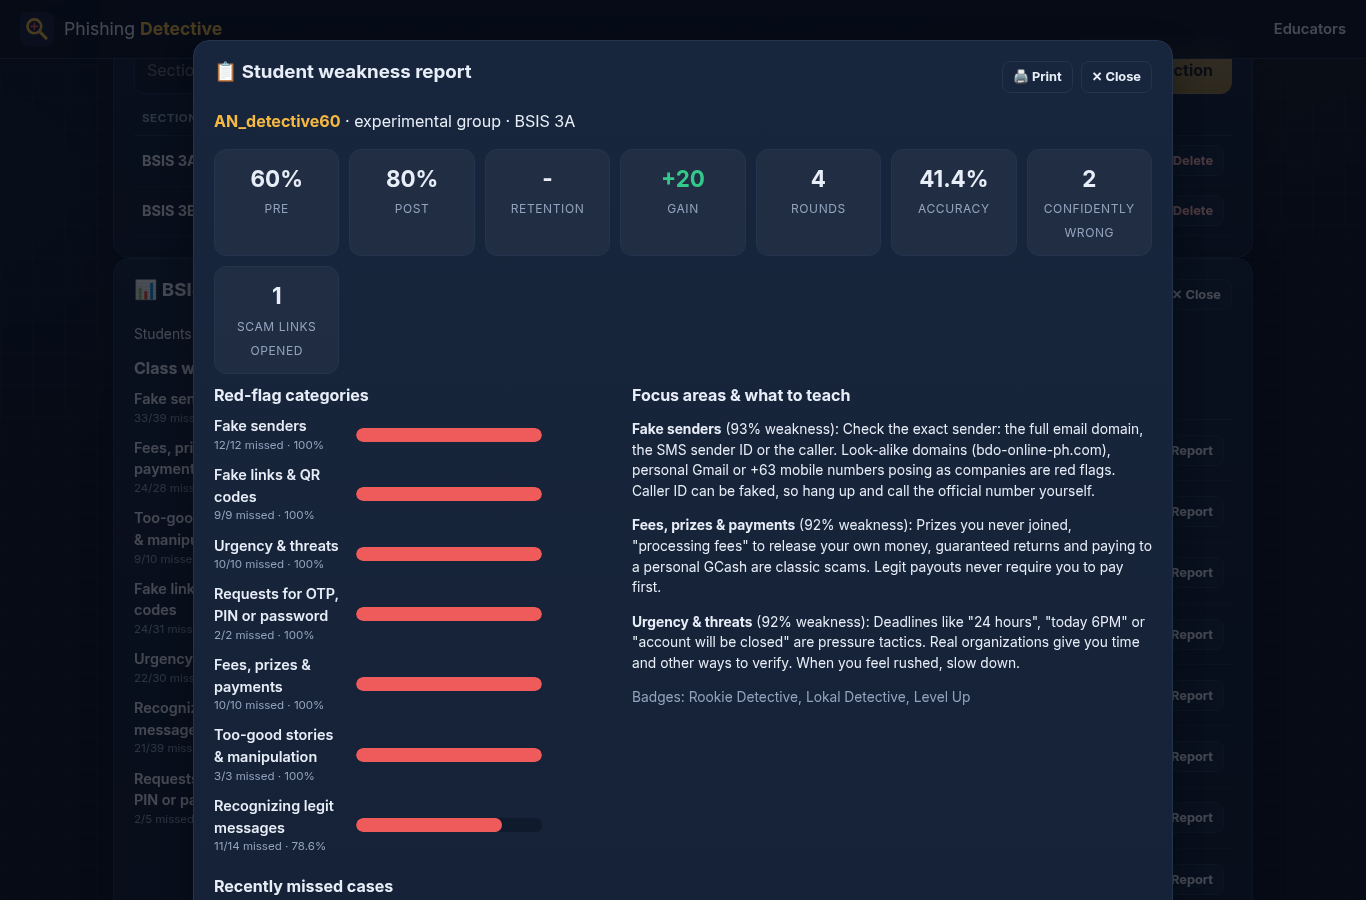 Phishing Detective
Educators
📋 Student weakness report
🖨️ Print
✕ Close
AN_detective60 · experimental group · BSIS 3A
60%
PRE
80%
POST
-
RETENTION
+20
GAIN
4
ROUNDS
41.4%
ACCURACY
2
CONFIDENTLY
WRONG
1
SCAM LINKS
OPENED
Red-flag categories
Fake senders
12/12 missed · 100%
Fake links & QR
codes
9/9 missed · 100%
Urgency & threats
10/10 missed · 100%
Requests for OTP,
PIN or password
2/2 missed · 100%
Fees, prizes &
payments
10/10 missed · 100%
Too-good stories
& manipulation
3/3 missed · 100%
Recognizing legit
messages
11/14 missed · 78.6%
Focus areas & what to teach
Fake senders (93% weakness): Check the exact sender: the full email domain,
the SMS sender ID or the caller. Look-alike domains (bdo-online-ph.com),
personal Gmail or +63 mobile numbers posing as companies are red flags.
Caller ID can be faked, so hang up and call the official number yourself.
Fees, prizes & payments (92% weakness): Prizes you never joined,
"processing fees" to release your own money, guaranteed returns and paying to
a personal GCash are classic scams. Legit payouts never require you to pay
first.
Urgency & threats (92% weakness): Deadlines like "24 hours", "today 6PM" or
"account will be closed" are pressure tactics. Real organizations give you time
and other ways to verify. When you feel rushed, slow down.
Badges: Rookie Detective, Lokal Detective, Level Up
Recently missed cases
BSIS 3A
Delete
BSIS 3B
Delete
📊 BSI
✕ Close
Students
Class w
Fake sen
33/39 miss
Fees, pri
payment
24/28 miss
Too-goo
& manipu
9/10 misse
Fake link
codes
24/31 miss
Urgency
22/30 miss
Recogniz
message
21/39 miss
Requests
PIN or pa
2/5 missed
Report
Report
Report
Report
Report
Report
Report
Report